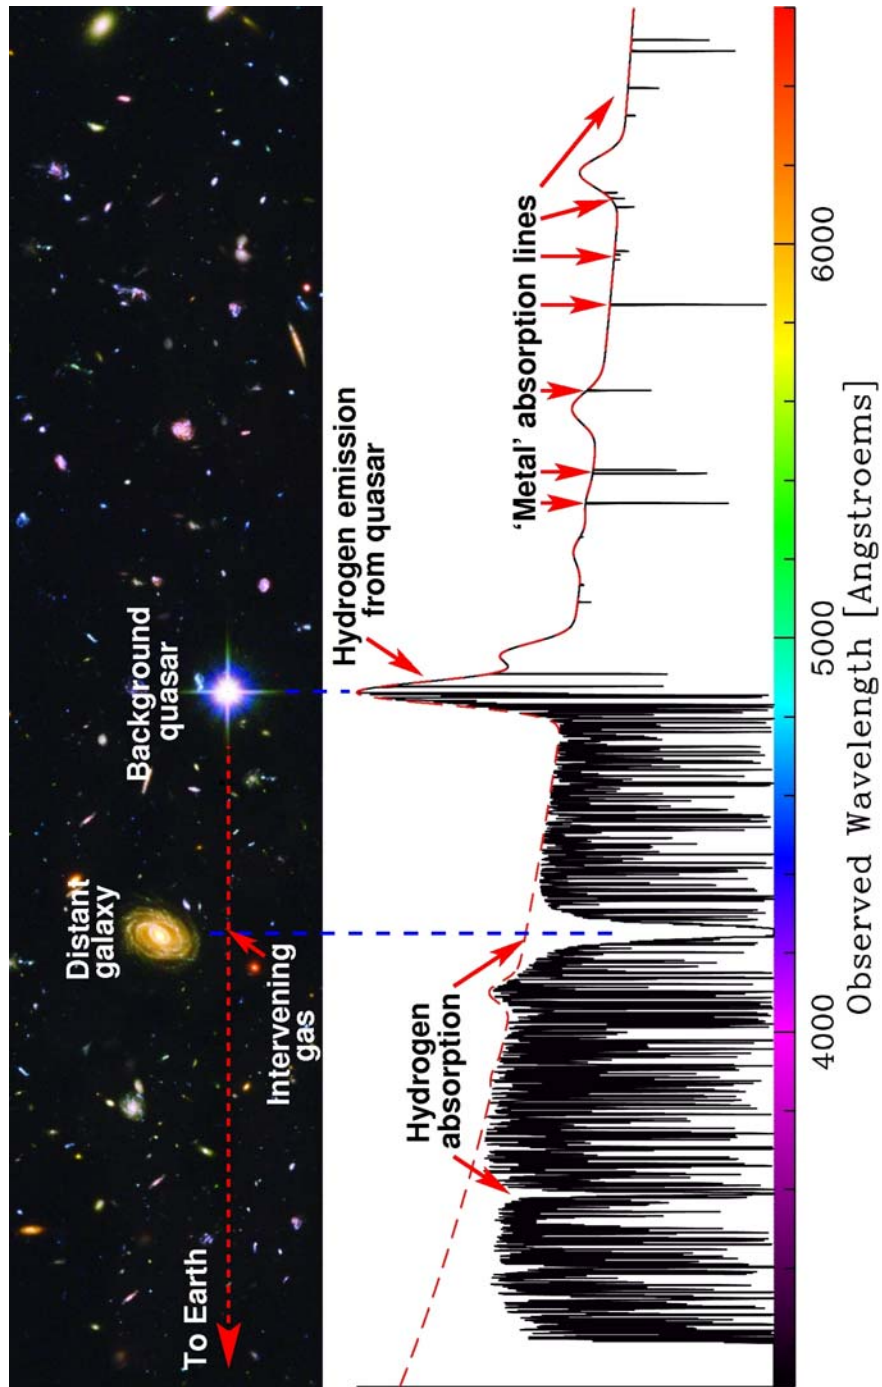 To Earth
Distant
galaxy
Background
quasar
Intervening
gas
Hydrogen emission
from quasar
Hydrogen
absorption
‘Metal’ absorption lines
4000
5000
6000
Observed Wavelength [Angstroems]